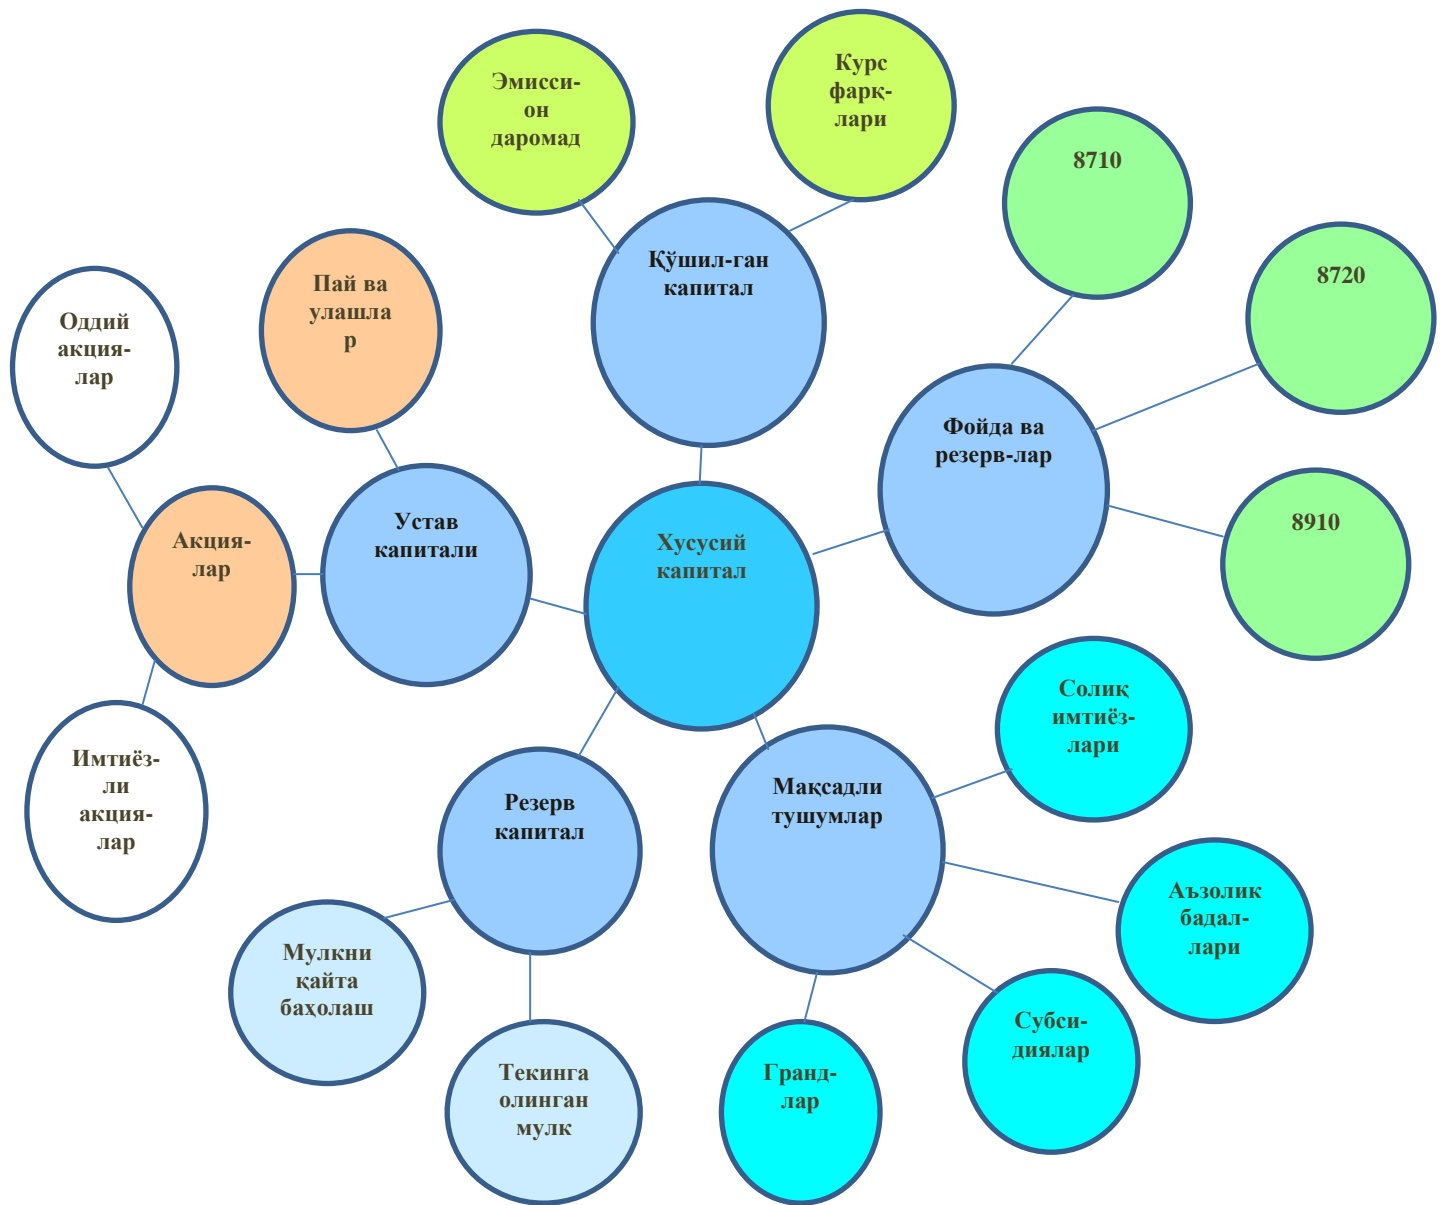 Эмисси-
он
даромад
Курс
фарқ-
лари
8710
8720
Қўшил-ган
капитал
Пай ва
улашла
р
Оддий
акция-
лар
Фойда ва
резерв-лар
8910
Устав
капитали
Хусусий
капитал
Акция-
лар
Солиқ
имтиёз-
лари
Имтиёз-
ли
акция-
лар
Резерв
капитал
Мақсадли
тушумлар
Аъзолик
бадал-
лари
Мулкни
қайта
баҳолаш
Субси-
диялар
Текинга
олинган
мулк
Гранд-
лар